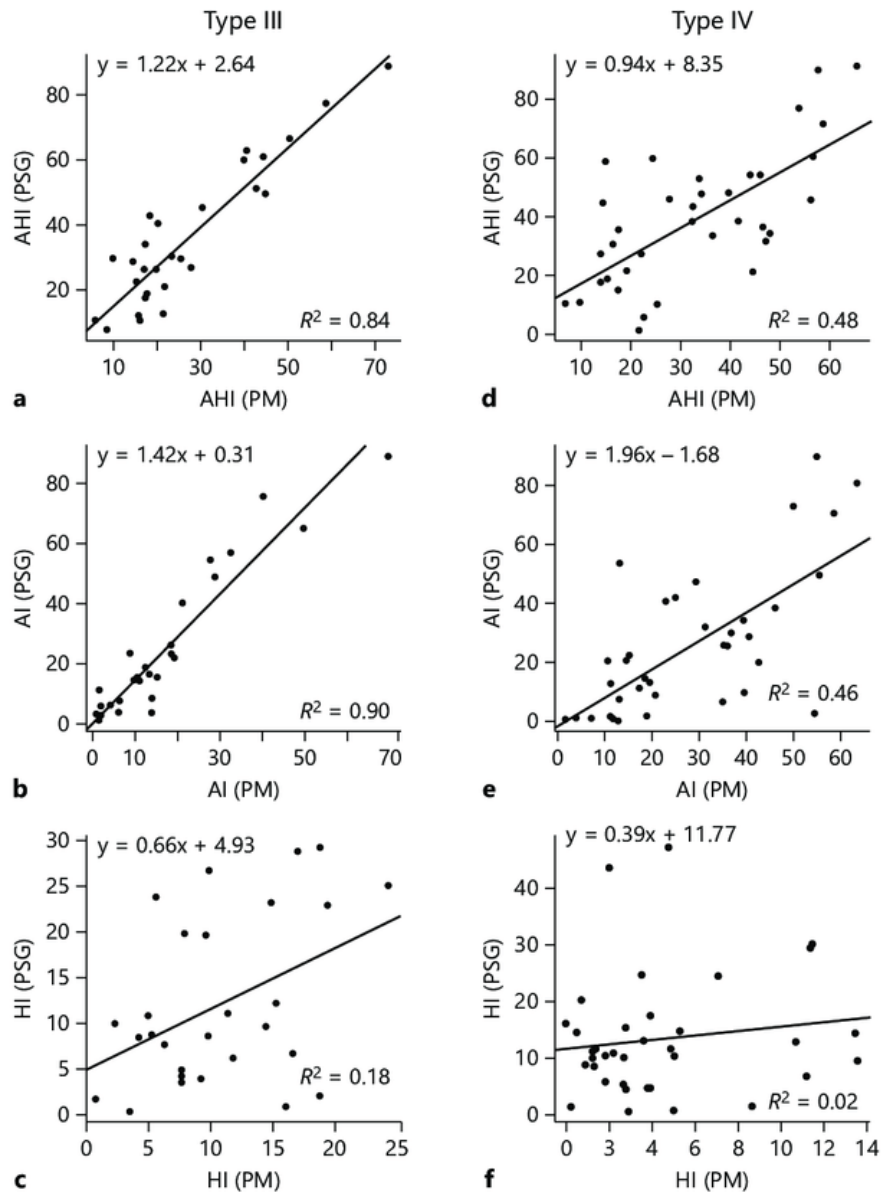 Type III
y = 1.22x + 2.64
80
60
40
20
AHI (PSG)
R² = 0.84
10 30 50 70
AHI (PM)
a
Type IV
y = 0.94x + 8.35
80
60
40
20
0
AHI (PSG)
R² = 0.48
10 20 30 40 50 60
AHI (PM)
d
y = 1.42x + 0.31
80
60
40
20
0
AI (PSG)
R² = 0.90
0 10 30 50 70
AI (PM)
b
y = 1.96x – 1.68
80
60
40
20
0
AI (PSG)
R² = 0.46
0 10 20 30 40 50 60
AI (PM)
e
y = 0.66x + 4.93
30
25
20
15
10
5
0
HI (PSG)
R² = 0.18
0 5 10 15 20 25
HI (PM)
c
y = 0.39x + 11.77
40
30
20
10
0
HI (PSG)
R² = 0.02
0 3 4 6 8 10 12 14
HI (PM)
f